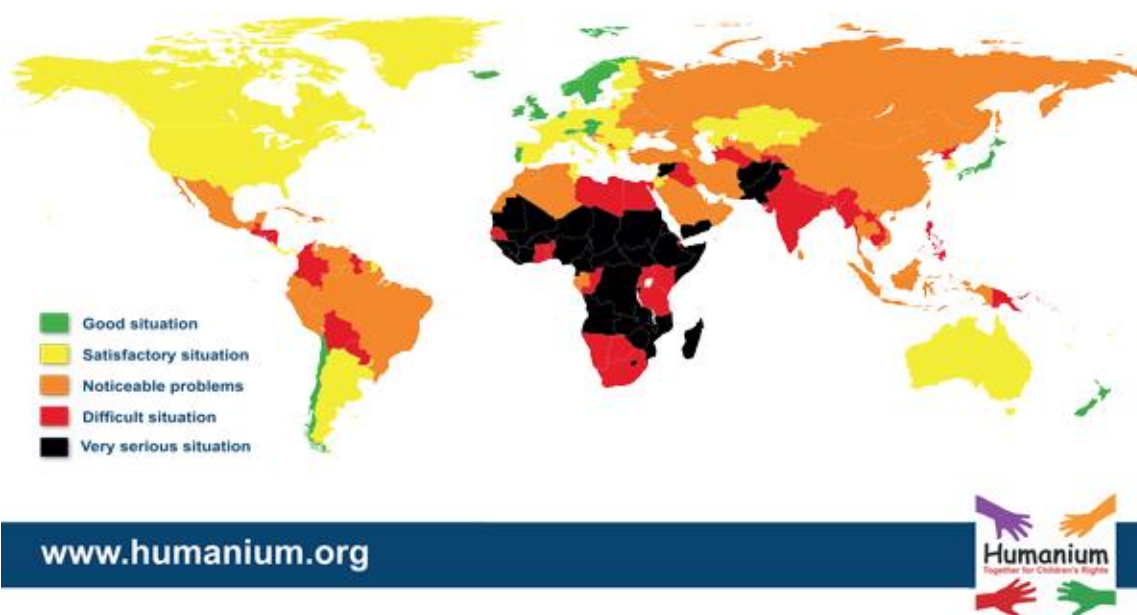 Good situation
Satisfactory situation
Noticeable problems
Difficult situation
Very serious situation
www.humanium.org
Humanium
Together for Children's Rights